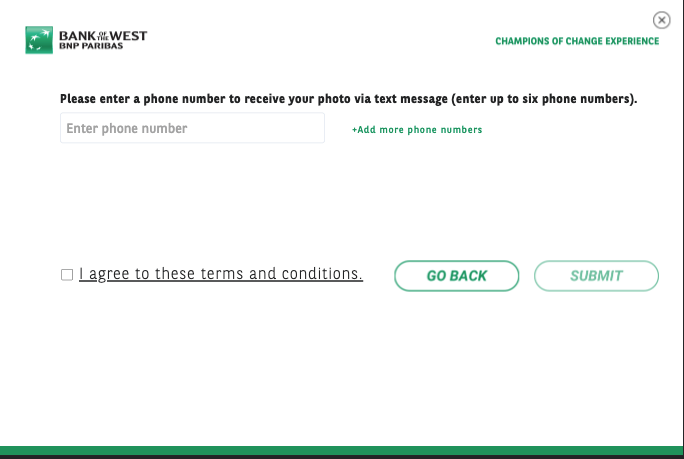 BANK OF THE WEST
BNP PARIBAS
CHAMPIONS OF CHANGE EXPERIENCE
Please enter a phone number to receive your photo via text message (enter up to six phone numbers).
Enter phone number
+Add more phone numbers
I agree to these terms and conditions.
GO BACK
SUBMIT